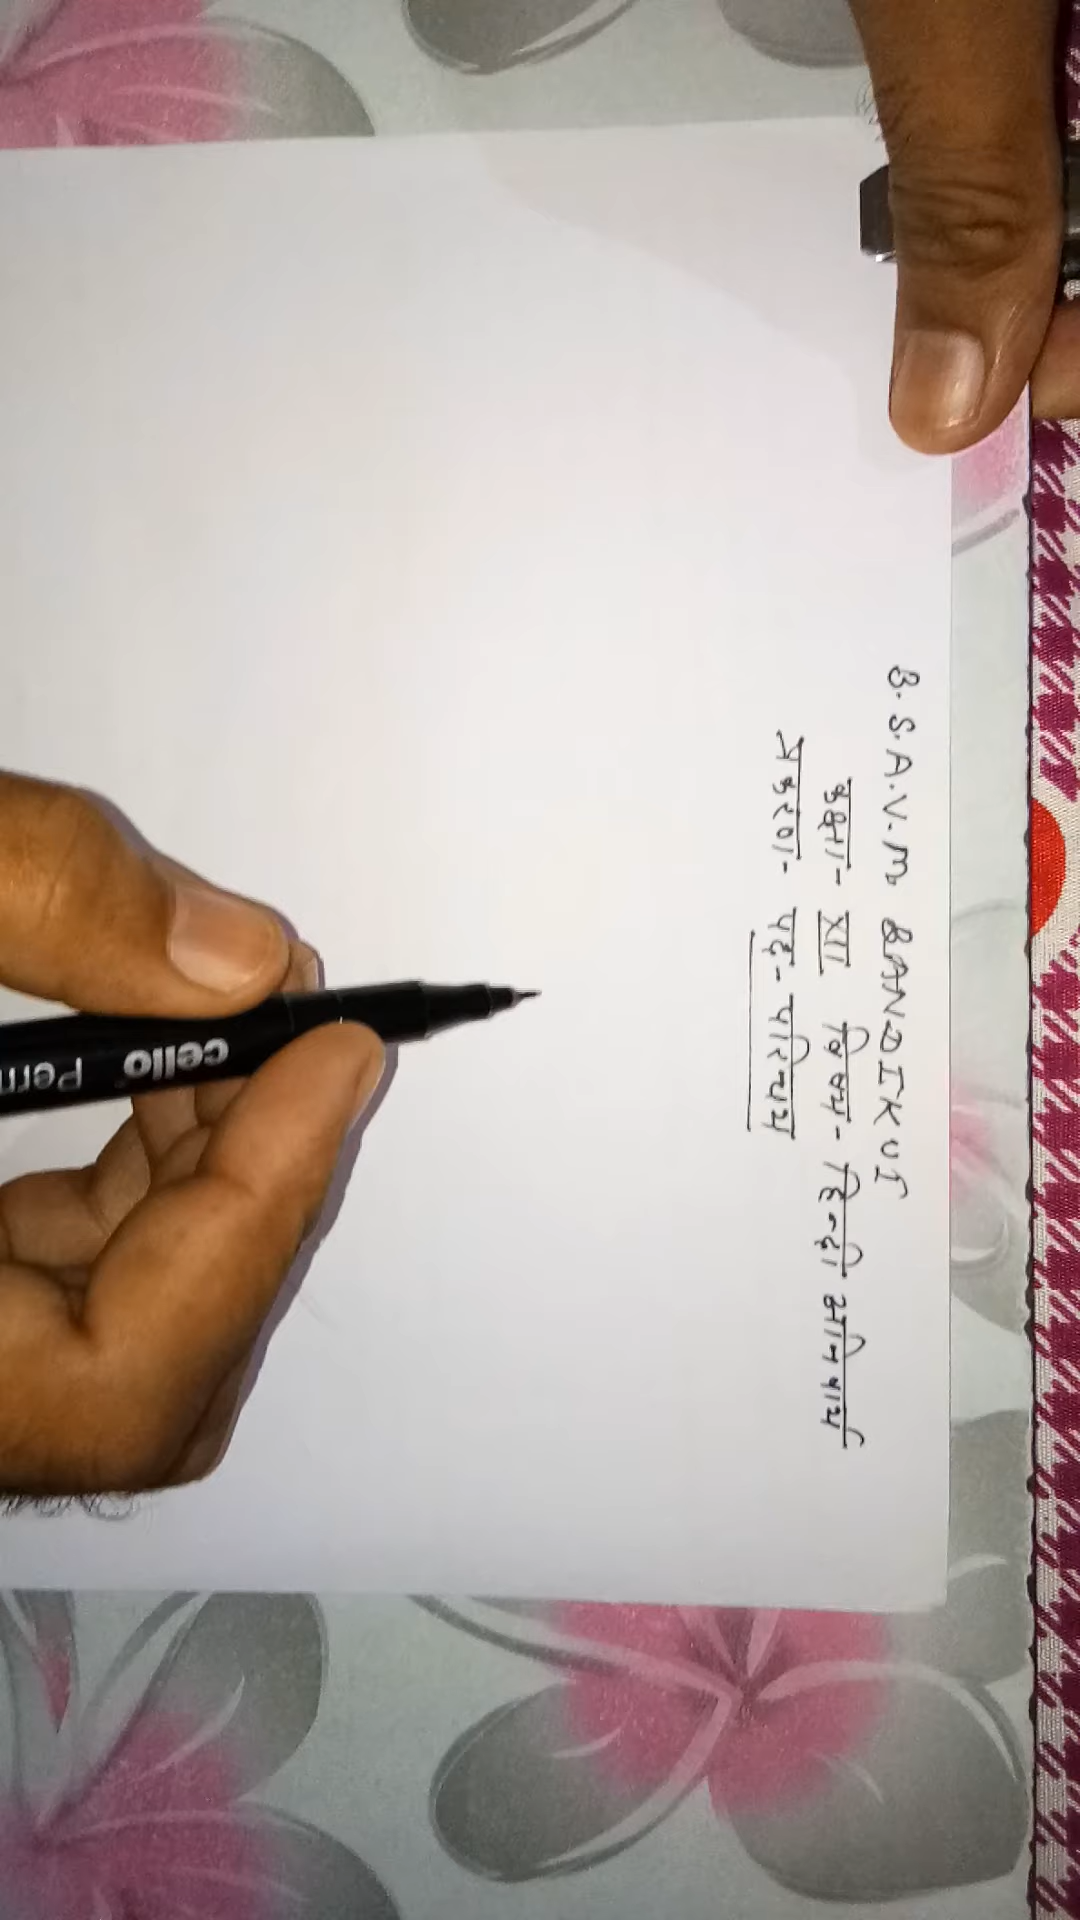 B.S.A.V.M. BANDIKUI
कक्षा - XII विषय - हिन्दी अनिवार्य
प्रकरण - पद - परिचय
cello Perm